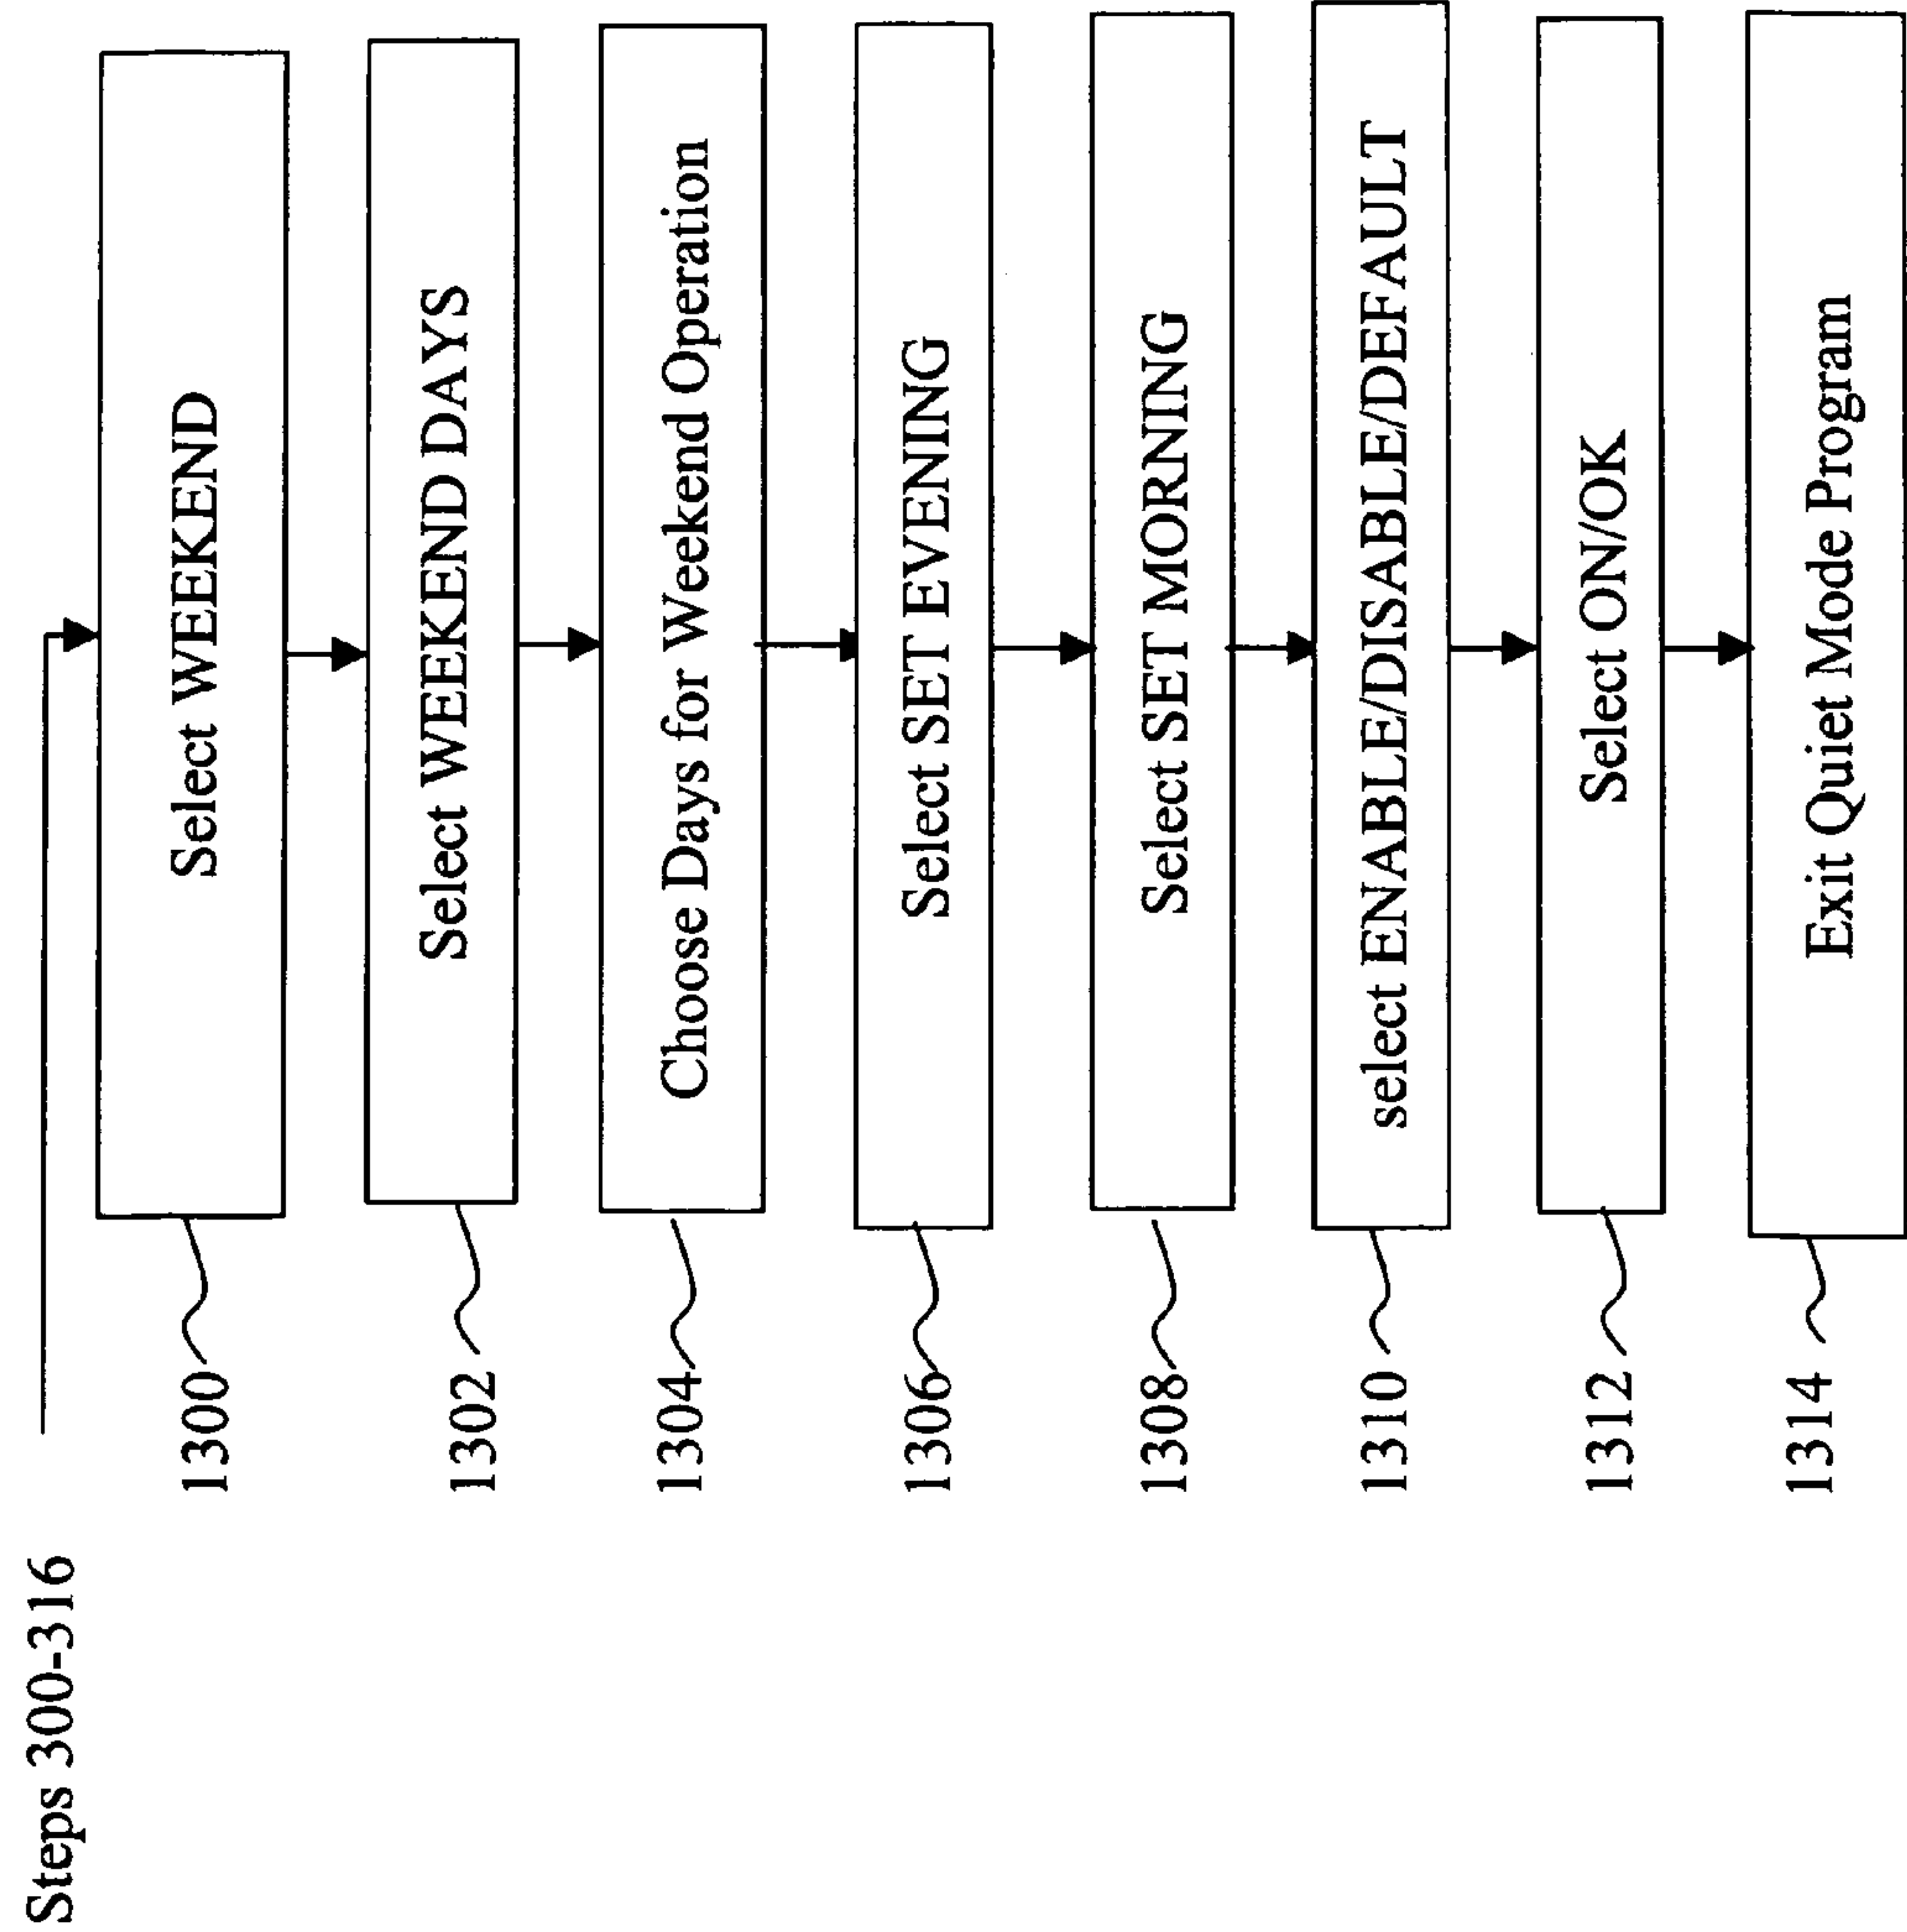 Steps 300-316
1300
Select WEEKEND
1302
Select WEEKEND DAYS
1304
Choose Days for Weekend Operation
1306
Select SET EVENING
1308
Select SET MORNING
1310
select ENABLE/DISABLE/DEFAULT
1312
Select ON/OK
1314
Exit Quiet Mode Program